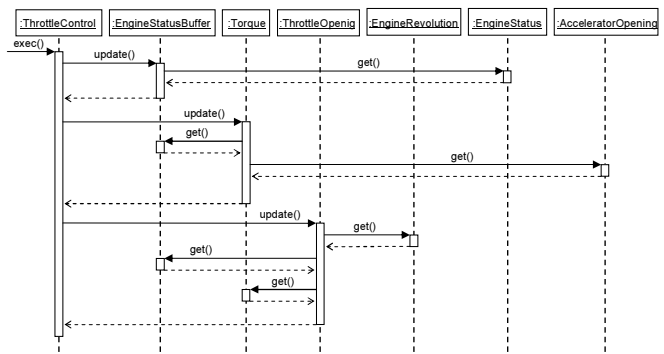 :ThrottleControl :EngineStatusBuffer :Torque :ThrottleOpenig :EngineRevolution :EngineStatus :AcceleratorOpening
exec()
update()
get()
update()
get()
get()
update()
get()
get()
get()